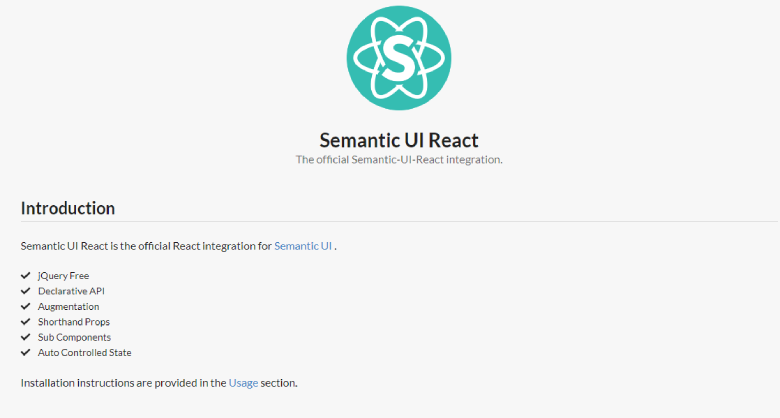 S
Semantic UI React
The official Semantic-UI-React integration.
Introduction
Semantic UI React is the official React integration for Semantic UI .
jQuery Free
Declarative API
Augmentation
Shorthand Props
Sub Components
Auto Controlled State
Installation instructions are provided in the Usage section.